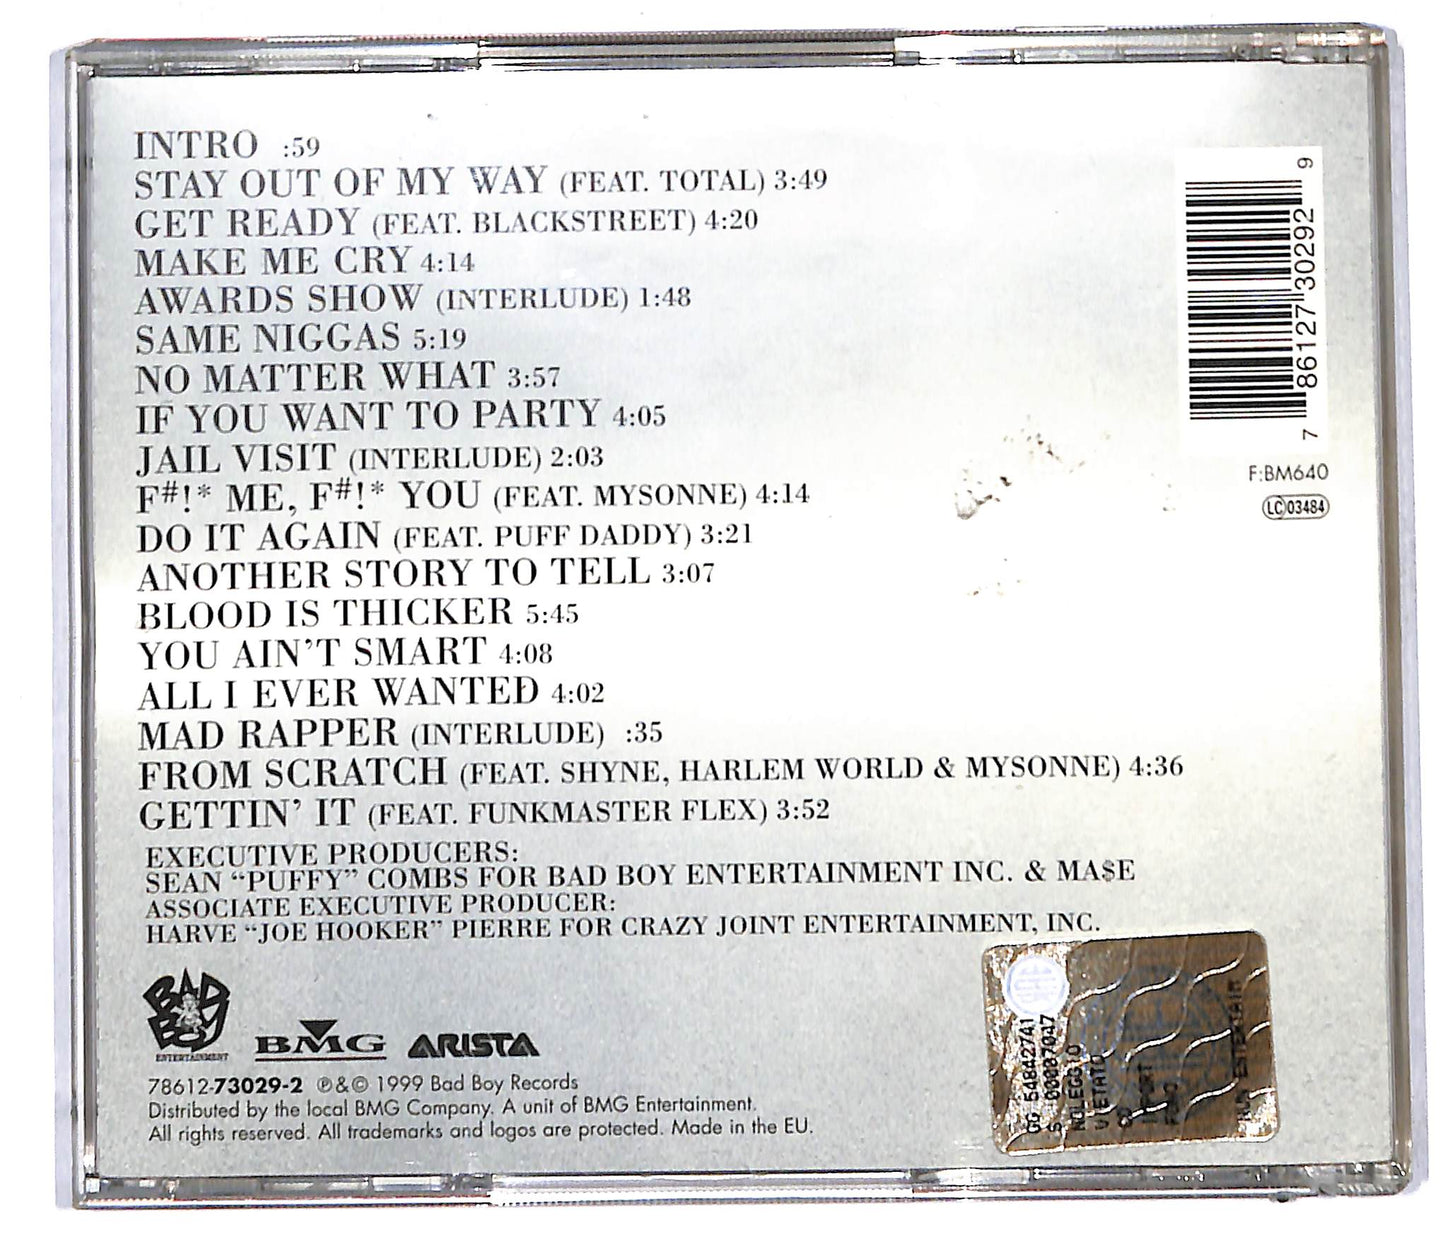 INTRO :59
STAY OUT OF MY WAY (FEAT. TOTAL) 3:49
GET READY (FEAT. BLACKSTREET) 4:20
MAKE ME CRY 4:14
AWARDS SHOW (INTERLUDE) 1:48
SAME NIGGAS 5:19
NO MATTER WHAT 3:57
IF YOU WANT TO PARTY 4:05
JAIL VISIT (INTERLUDE) 2:03
F#!* ME, F#!* YOU (FEAT. MYSONNE) 4:14
DO IT AGAIN (FEAT. PUFF DADDY) 3:21
ANOTHER STORY TO TELL 3:07
BLOOD IS THICKER 5:45
YOU AIN'T SMART 4:08
ALL I EVER WANTED 4:02
MAD RAPPER (INTERLUDE) :35
FROM SCRATCH (FEAT. SHYNE, HARLEM WORLD & MYSONNE) 4:36
GETTIN' IT (FEAT. FUNKMASTER FLEX) 3:52
EXECUTIVE PRODUCERS:
SEAN “PUFFY” COMBS FOR BAD BOY ENTERTAINMENT INC. & MA$E
ASSOCIATE EXECUTIVE PRODUCER:
HARVE “JOE HOOKER” PIERRE FOR CRAZY JOINT ENTERTAINMENT, INC.
BAD BOY
ENTERTAINMENT
BMG
ARISTA
78612-73029-2 ℗&© 1999 Bad Boy Records
Distributed by the local BMG Company. A unit of BMG Entertainment.
All rights reserved. All trademarks and logos are protected. Made in the EU.
7 86127 30292 9
F:BM640
LC 03484
GG 54842741
S 000087047
NOLEGGIO
VIETATO